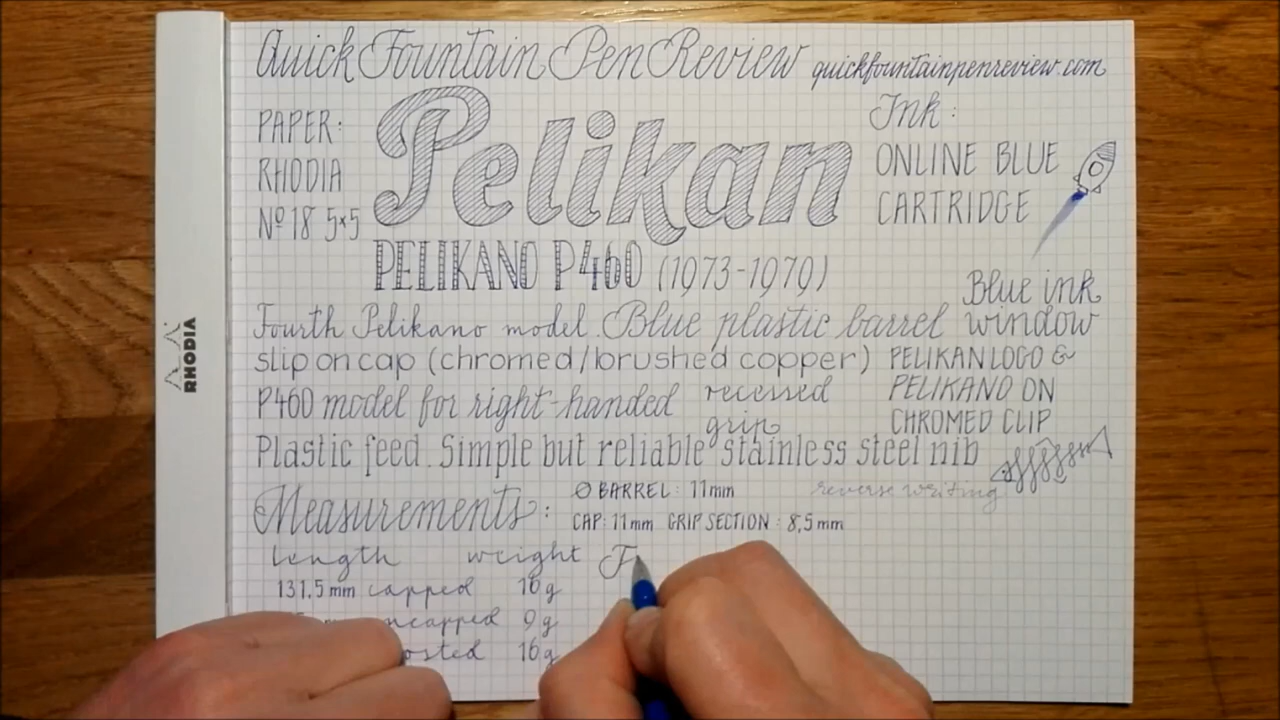 Quick Fountain Pen Review quickfountainpenreview.com
PAPER:
RHODIA
Nº18 5x5
Pelikan
Ink:
ONLINE BLUE
CARTRIDGE
PELIKANO P460 (1973-1979)
Fourth Pelikano model. Blue plastic barrel
Blue ink
window
slip on cap (chromed/brushed copper)
PELIKAN LOGO &
PELIKANO ON
CHROMED CLIP
P460 model for right-handed
recessed
grip
Plastic feed. Simple but reliable stainless steel nib
reverse writing
Measurements:
Ø BARREL: 11mm
CAP: 11mm GRIP SECTION: 8,5mm
length weight F
131.5 mm capped 16g
uncapped 9g
posted 16g
RHODIA